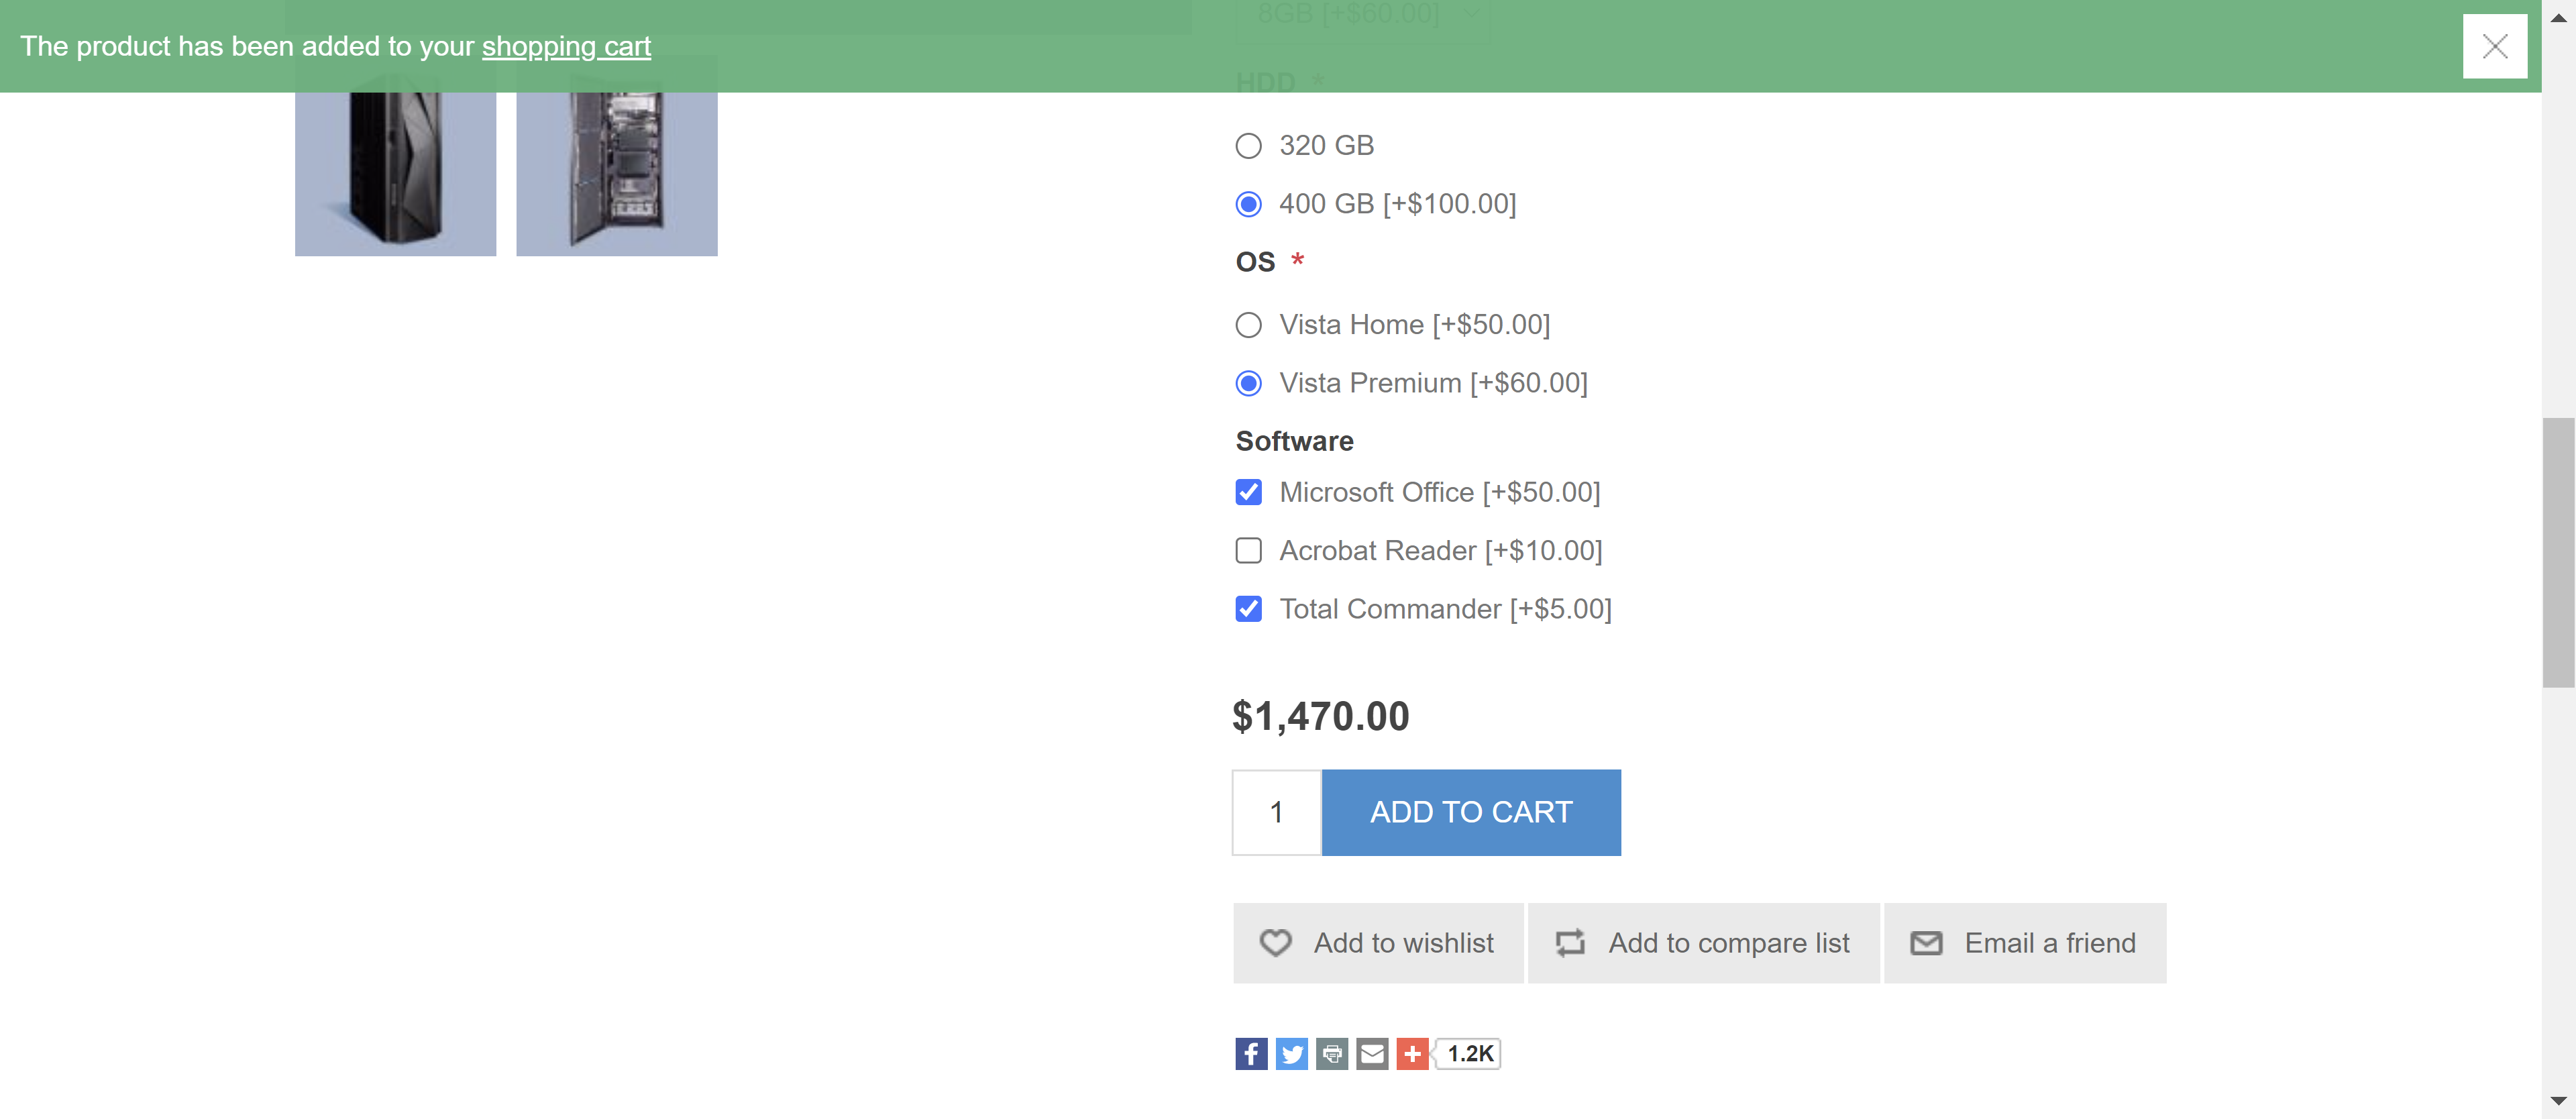 8GB [+$60.00]
The product has been added to your shopping cart
HDD *
320 GB
400 GB [+$100.00]
OS *
Vista Home [+$50.00]
Vista Premium [+$60.00]
Software
Microsoft Office [+$50.00]
Acrobat Reader [+$10.00]
Total Commander [+$5.00]
$1,470.00
1 ADD TO CART
Add to wishlist Add to compare list Email a friend
1.2K